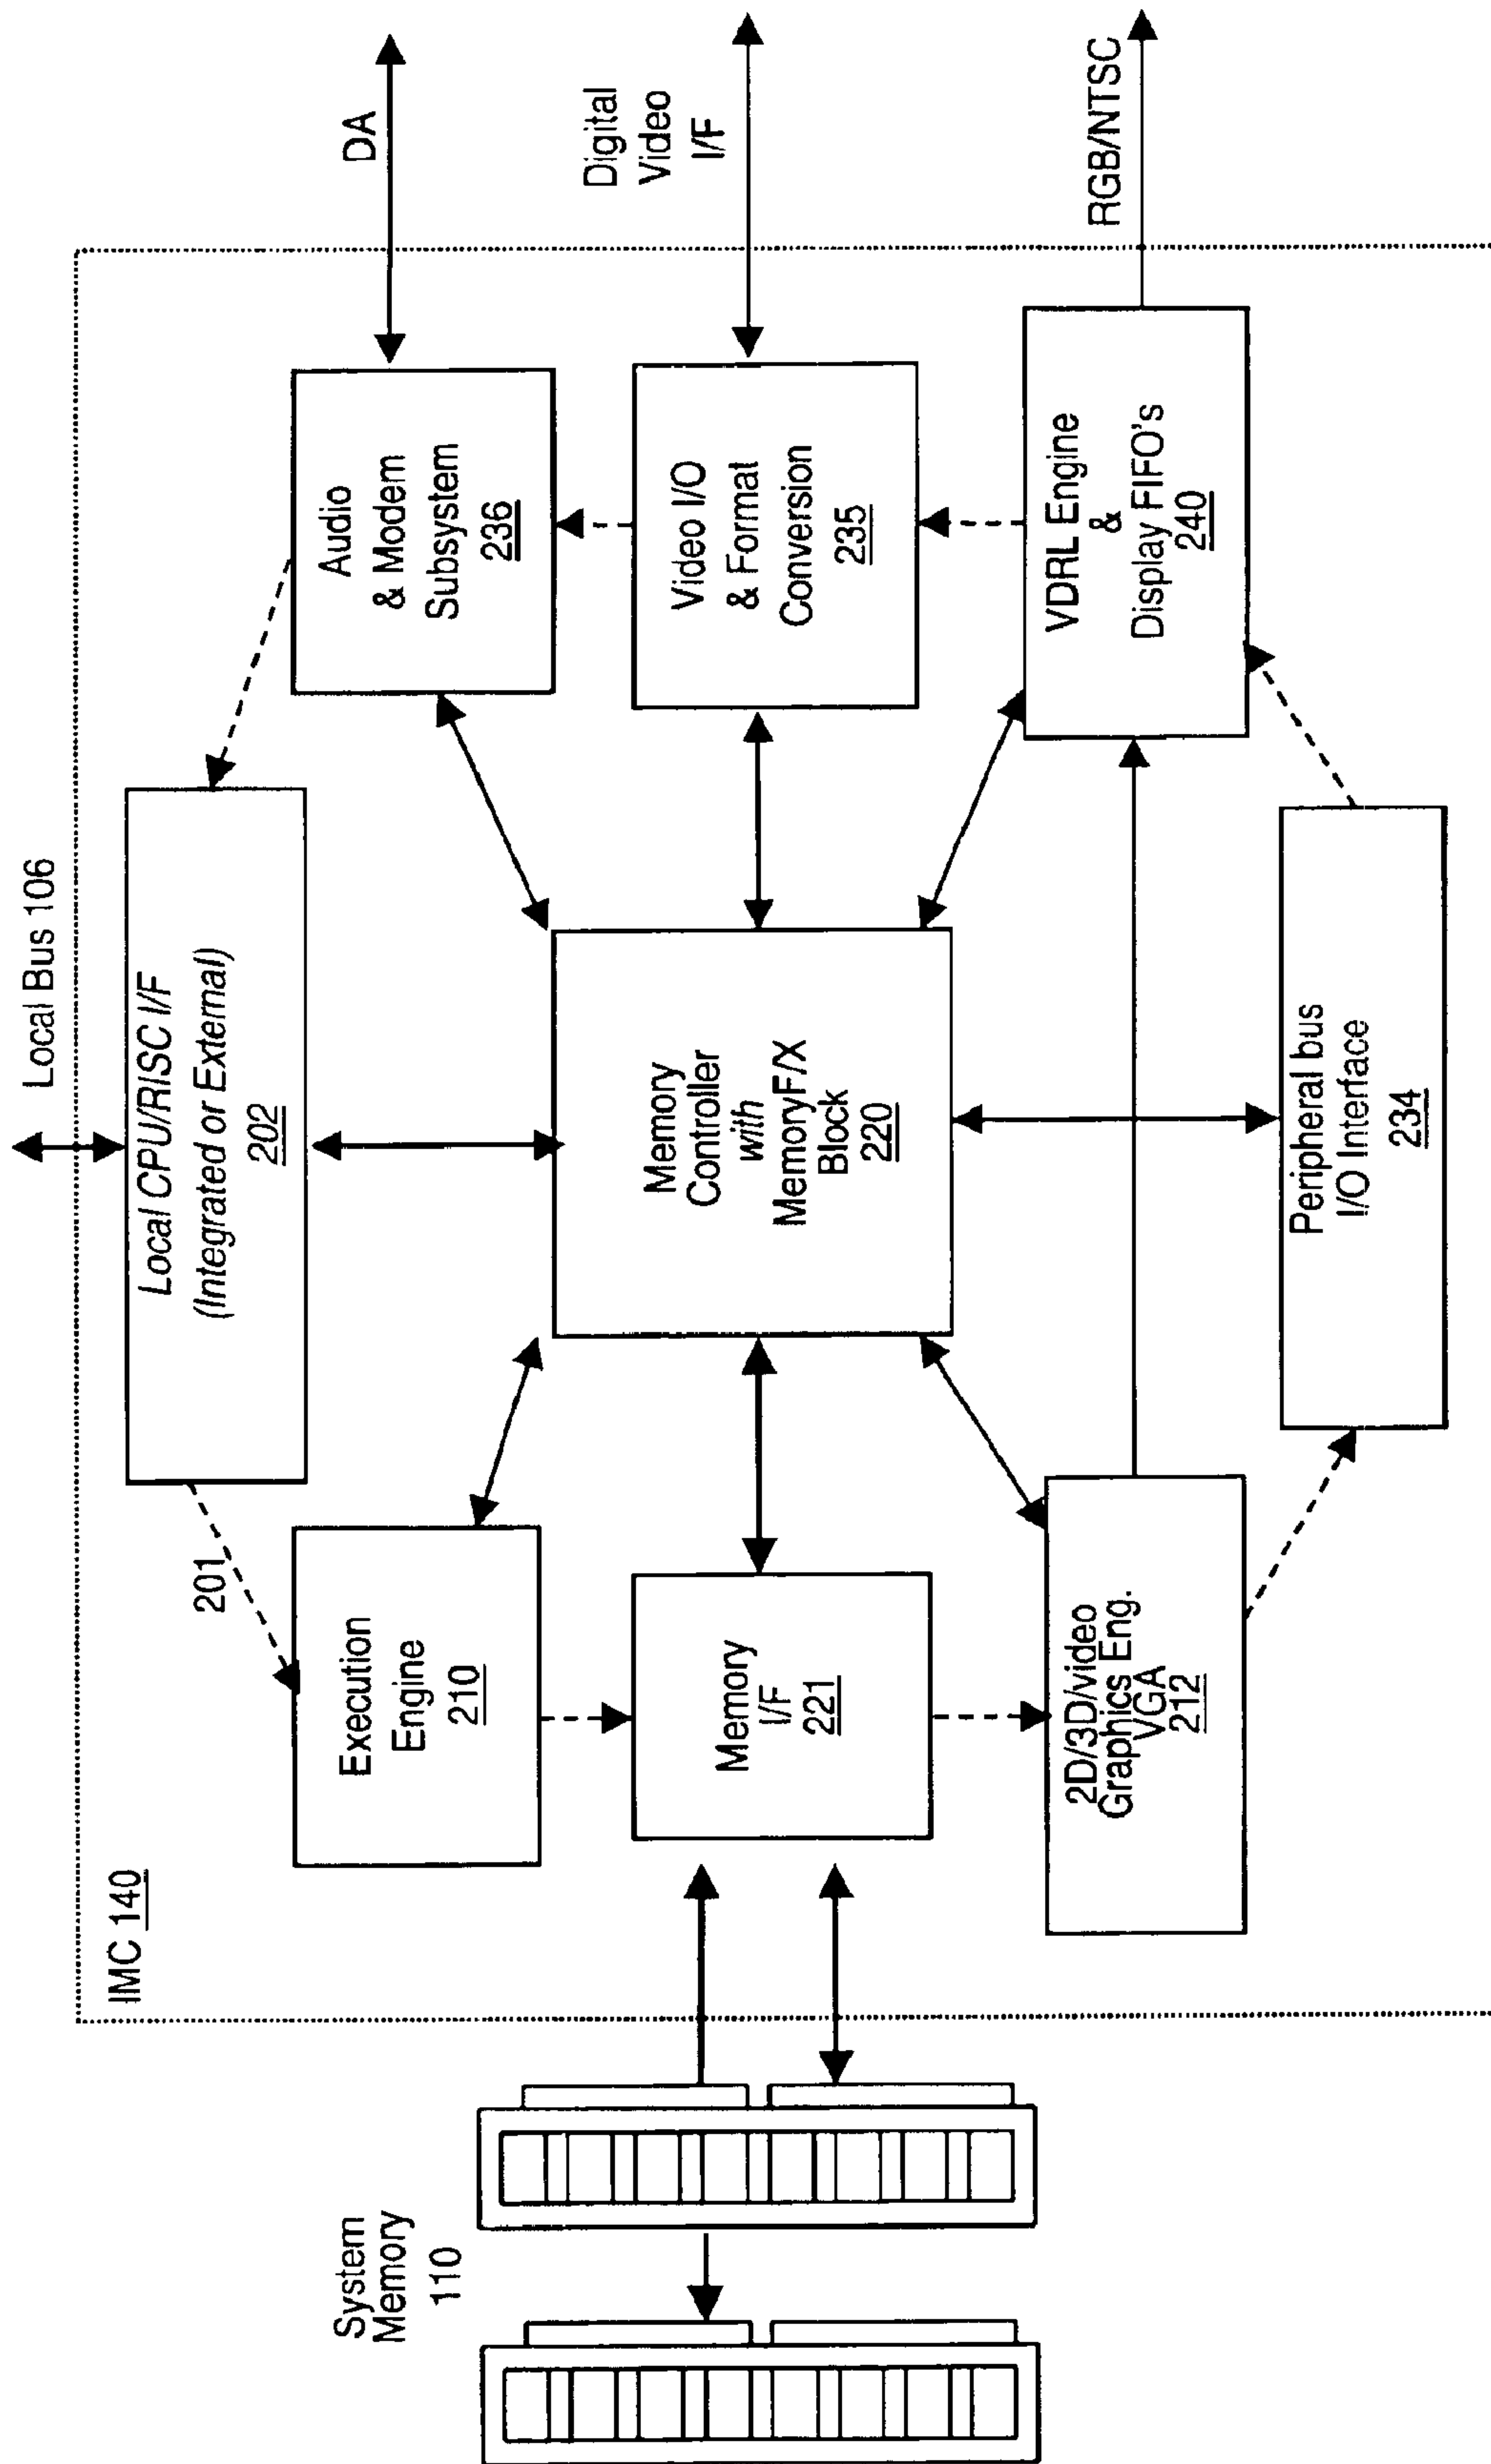 Local Bus 106
IMC 140
Local CPU/RISC I/F
(Integrated or External)
202
201
Execution
Engine
210
Audio
& Modem
Subsystem
236
DA
System
Memory
110
Memory
I/F
221
Memory
Controller
with
MemoryF/X
Block
220
Video I/O
& Format
Conversion
235
Digital
Video
I/F
2D/3D/video
Graphics Eng.
VGA
212
VDRL Engine
&
Display FIFO's
240
RGB/NTSC
Peripheral bus
I/O Interface
234